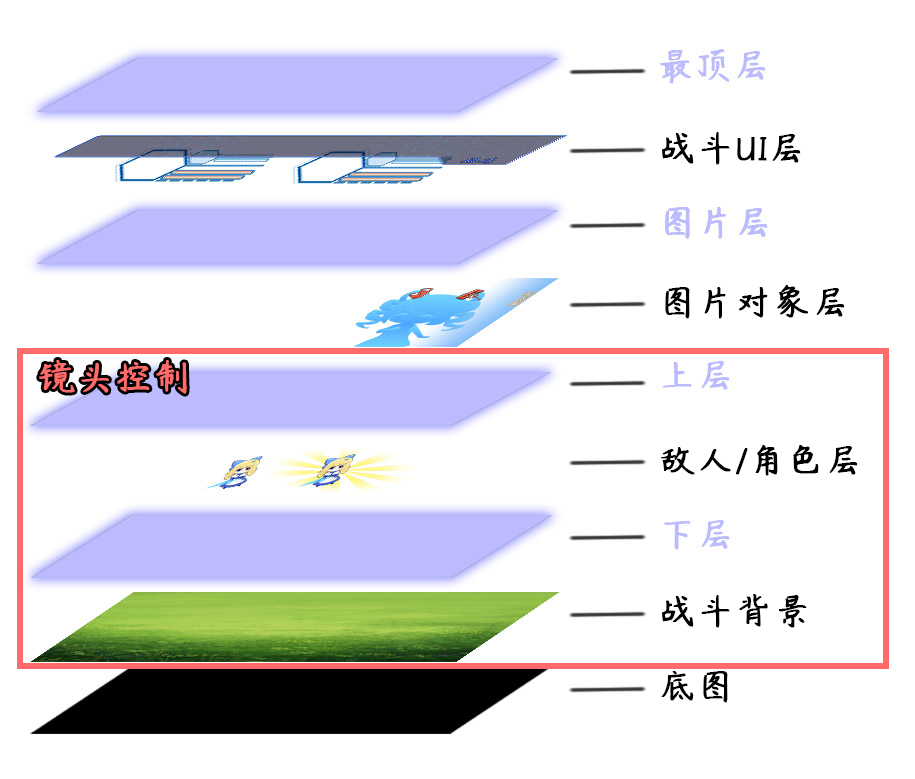 最顶层
战斗UI层
图片层
图片对象层
镜头控制
上层
敌人/角色层
下层
战斗背景
底图